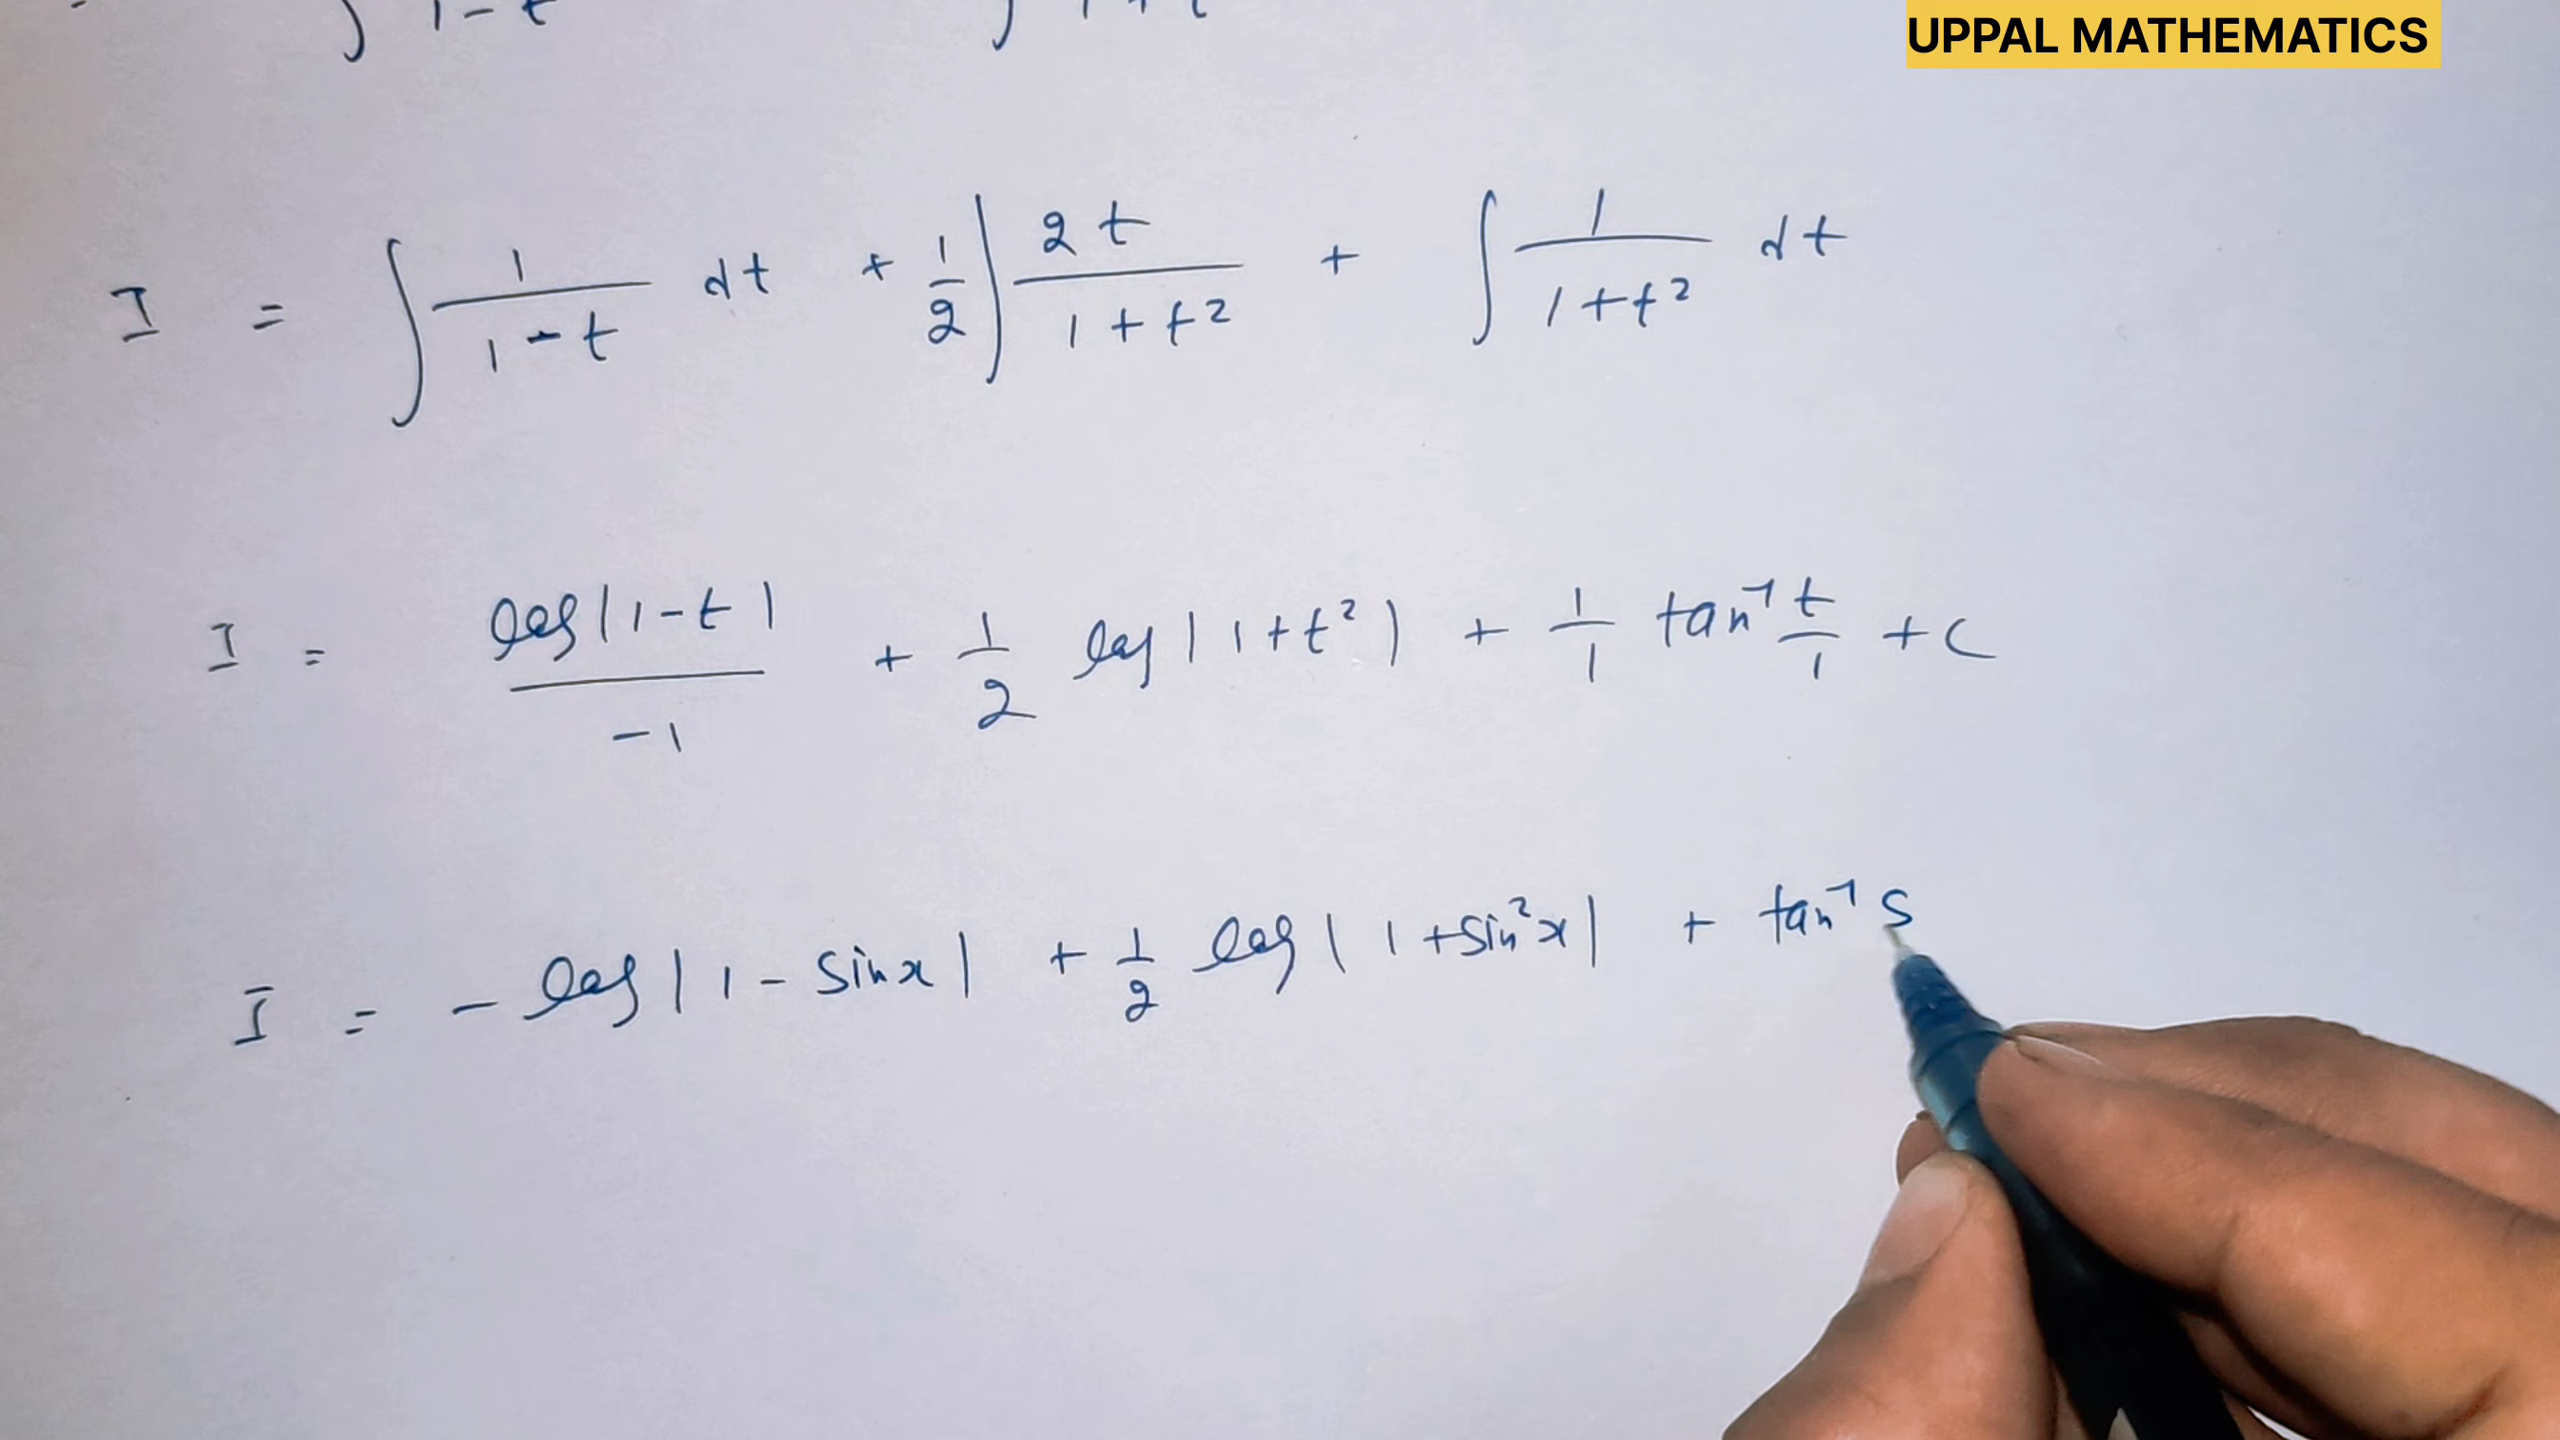 UPPAL MATHEMATICS
I = ∫ 1/(1-t) dt + 1/2 ∫ 2t/(1+t²) + ∫ 1/(1+t²) dt
I = log|1-t|/-1 + 1/2 log|1+t²| + 1/1 tan⁻¹ t/1 + C
I = - log|1 - sinx| + 1/2 log|1+sin²x| + tan⁻¹ s